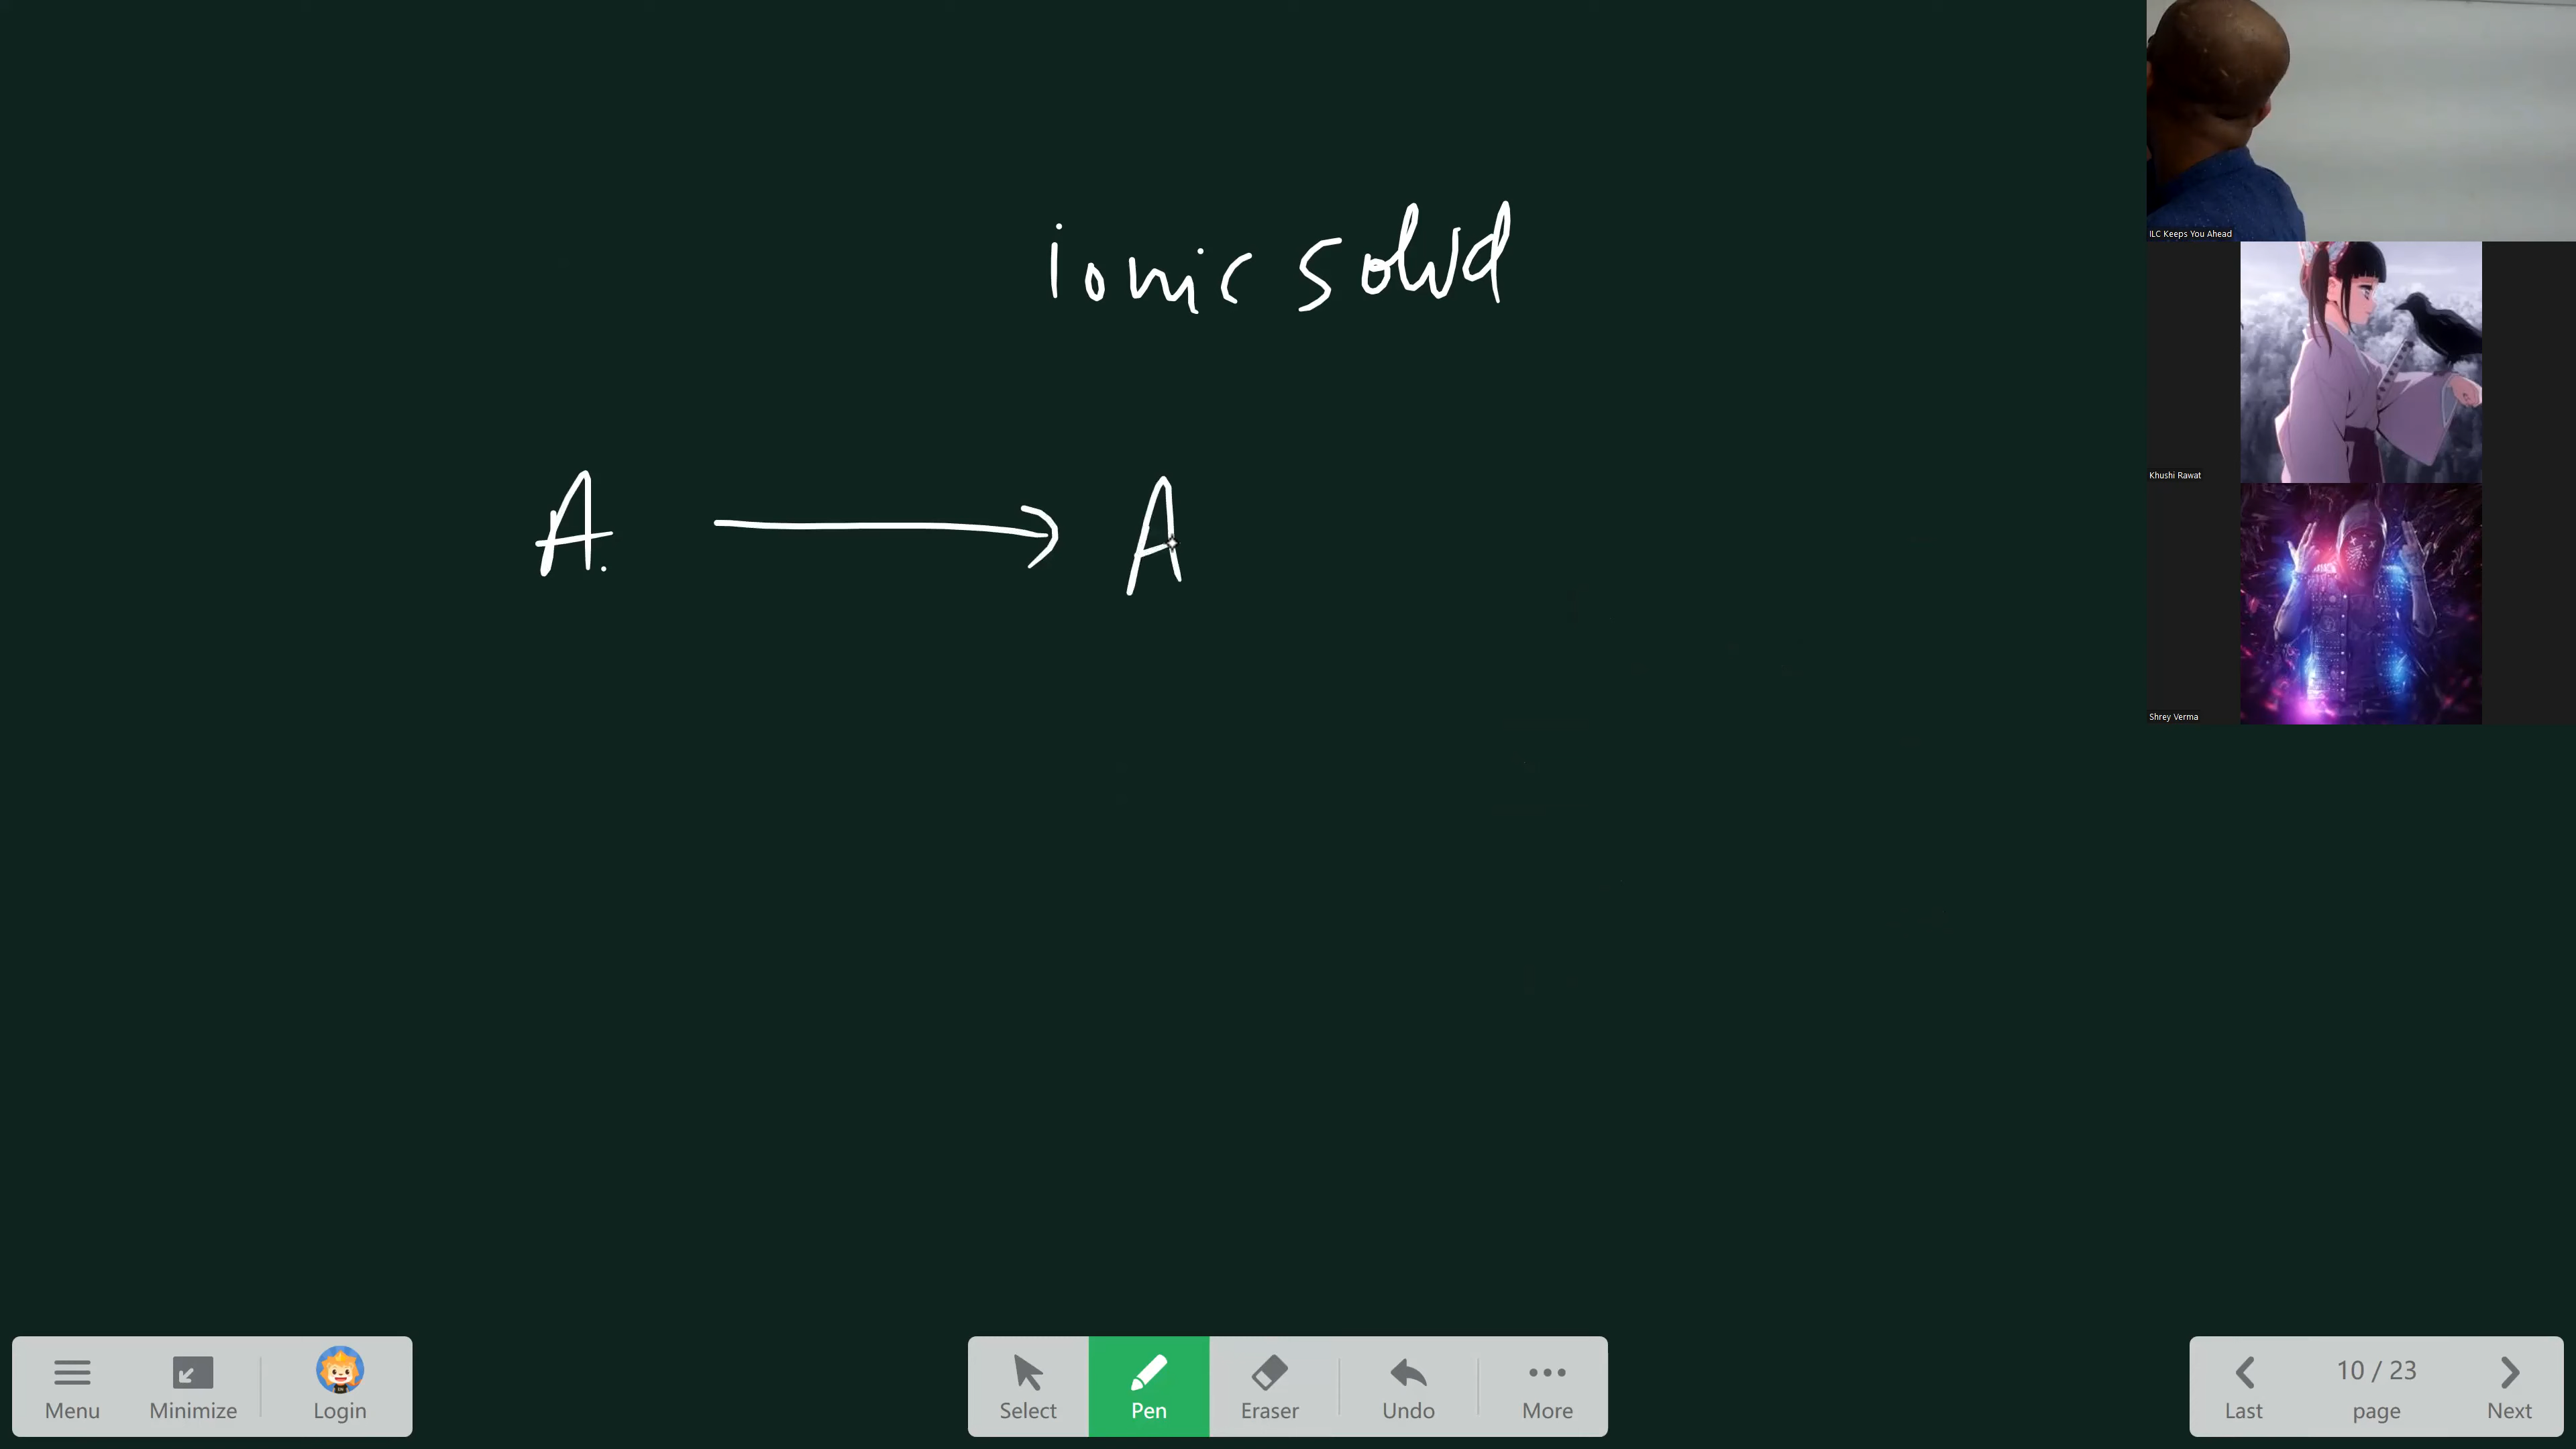 ILC Keeps You Ahead
ionic solid
Khushi Rawat
A. → A
Shrey Verma
Menu Minimize Login
Select Pen Eraser Undo More
10 / 23
Last page Next